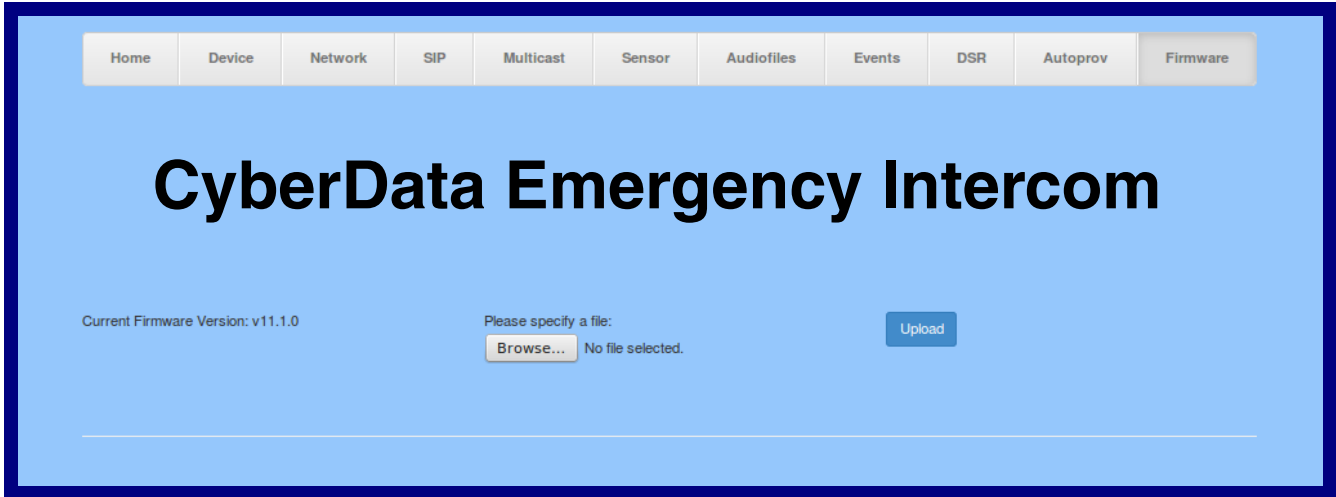 Home Device Network SIP Multicast Sensor Audiofiles Events DSR Autoprov Firmware
CyberData Emergency Intercom
Current Firmware Version: v11.1.0
Please specify a file:
Browse... No file selected.
Upload